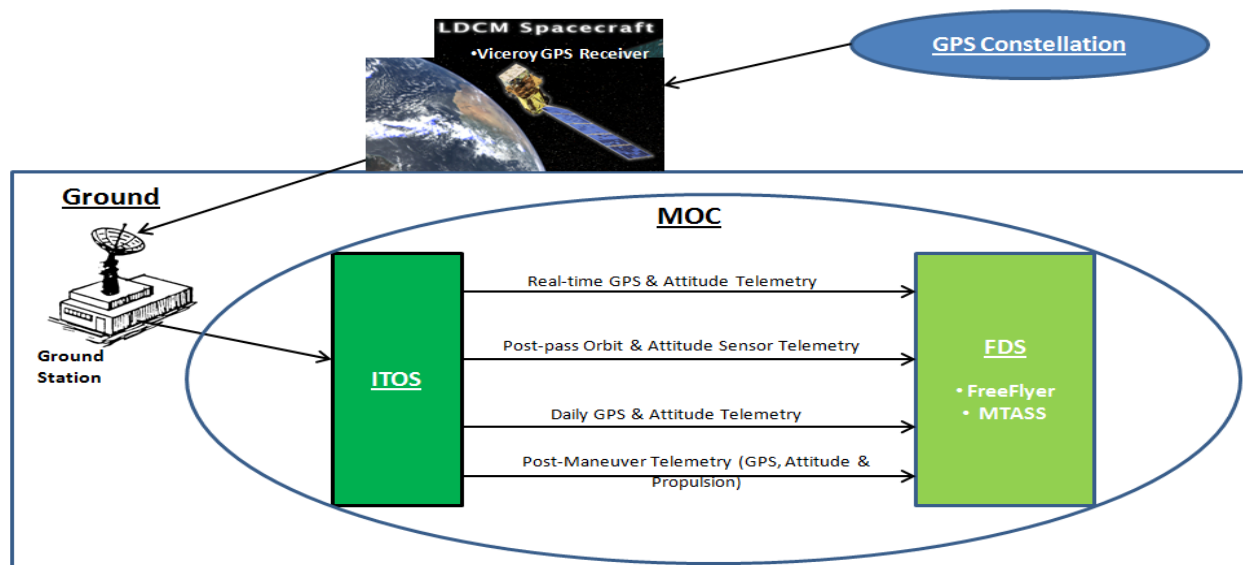 LDCM Spacecraft
•Viceroy GPS Receiver
GPS Constellation
Ground
MOC
Real-time GPS & Attitude Telemetry
Post-pass Orbit & Attitude Sensor Telemetry
Ground
Station
ITOS
FDS
• FreeFlyer
• MTASS
Daily GPS & Attitude Telemetry
Post-Maneuver Telemetry (GPS, Attitude &
Propulsion)